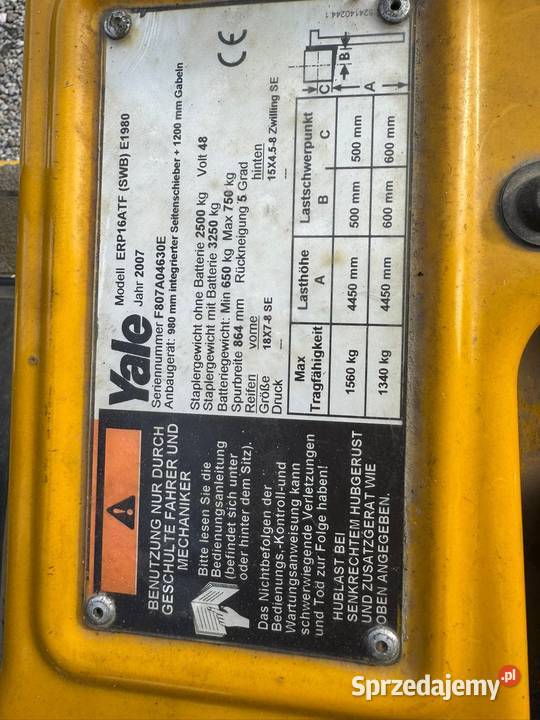 Yale
Modell ERP16ATF (SWB) E1980
Jahr 2007
Seriennummer F807A04630E
Anbaugerät: 980 mm integrierter Seitenschieber + 1200 mm Gabeln
Staplergewicht ohne Batterie 2500 kg Volt 48
Staplergewicht mit Batterie 3250 kg
Batteriegewicht: Min 650 kg Max 750 kg
Spurbreite 864 mm Rückneigung 5 Grad
Reifen vorne hinten
Größe 18X7-8 SE 15X4,5-8 Zwilling SE
Druck --- ---
Max Tragfähigkeit Lasthöhe Lastschwerpunkt
A B C
1560 kg 4450 mm 500 mm 500 mm
1340 kg 4450 mm 600 mm 600 mm
CE
524140244.1
A
B
C
BENUTZUNG NUR DURCH
GESCHULTE FAHRER UND
MECHANIKER
Bitte lesen Sie die
Bedienungsanleitung
(befindet sich unter
oder hinter dem Sitz).
Das Nichtbefolgen der
Bedienungs,-Kontroll-und
Wartungsanweisung kann
schwerwiegende Verletzungen
und Tod zur Folge haben!
HUBLAST BEI
SENKRECHTEM HUBGERUST
UND ZUSATZGERÄT WIE
OBEN ANGEGEBEN.
Sprzedajemy.pl